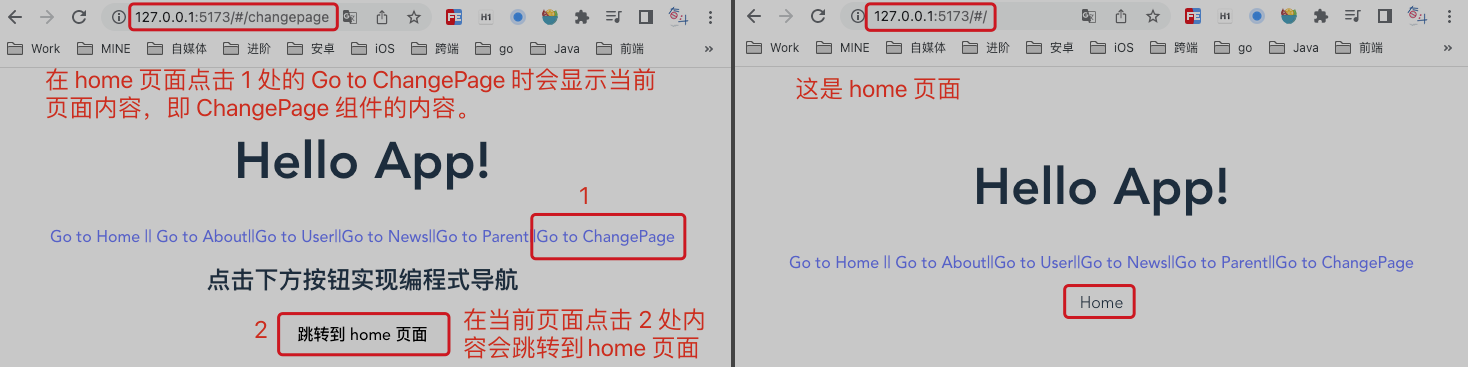 127.0.0.1:5173/#/changepage
H1
Work MINE 自媒体 进阶 安卓 iOS 跨端 go Java 前端 »
在 home 页面点击 1 处的 Go to ChangePage 时会显示当前
页面内容，即 ChangePage 组件的内容。
Hello App!
1
Go to Home || Go to About||Go to User||Go to News||Go to Parent||Go to ChangePage
点击下方按钮实现编程式导航
2
跳转到 home 页面
在当前页面点击 2 处内
容会跳转到 home 页面
127.0.0.1:5173/#/
H1
Work MINE 自媒体 进阶 安卓 iOS 跨端 go Java 前端 »
这是 home 页面
Hello App!
Go to Home || Go to About||Go to User||Go to News||Go to Parent||Go to ChangePage
Home